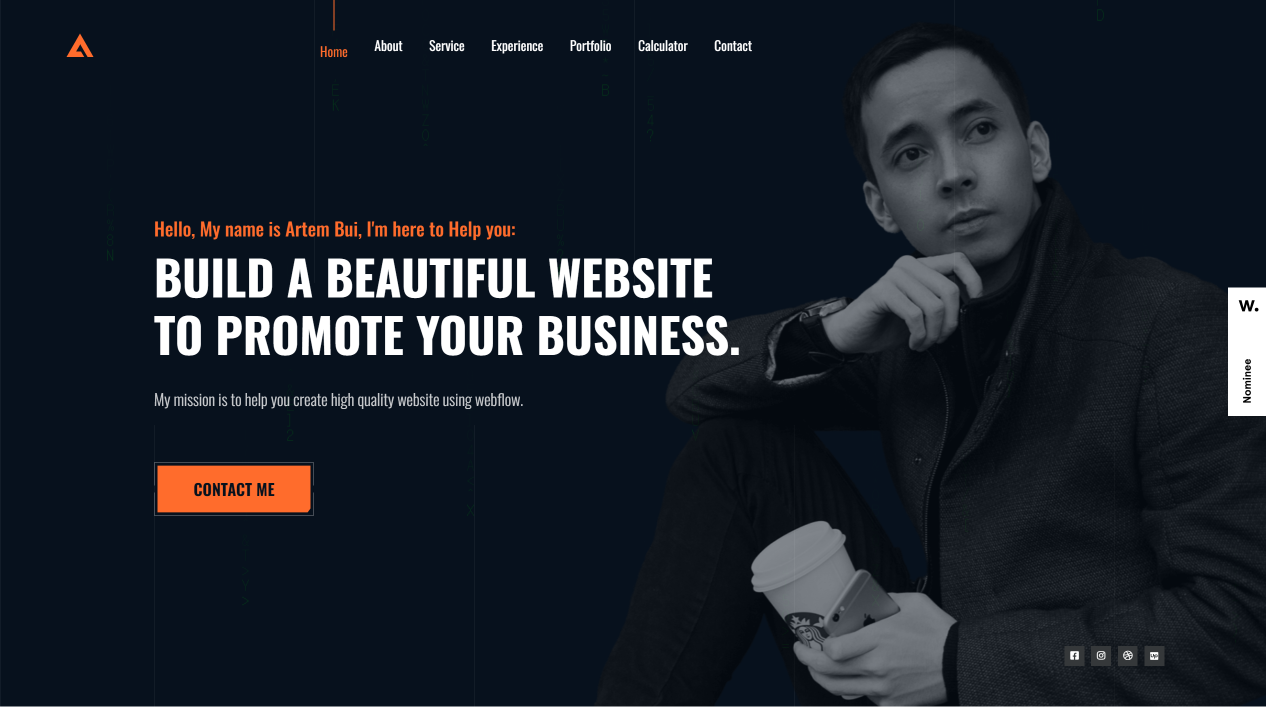 Home
About
Service
Experience
Portfolio
Calculator
Contact
Hello, My name is Artem Bui, I'm here to Help you:
BUILD A BEAUTIFUL WEBSITE
TO PROMOTE YOUR BUSINESS.
My mission is to help you create high quality website using webflow.
CONTACT ME
W.
Nominee